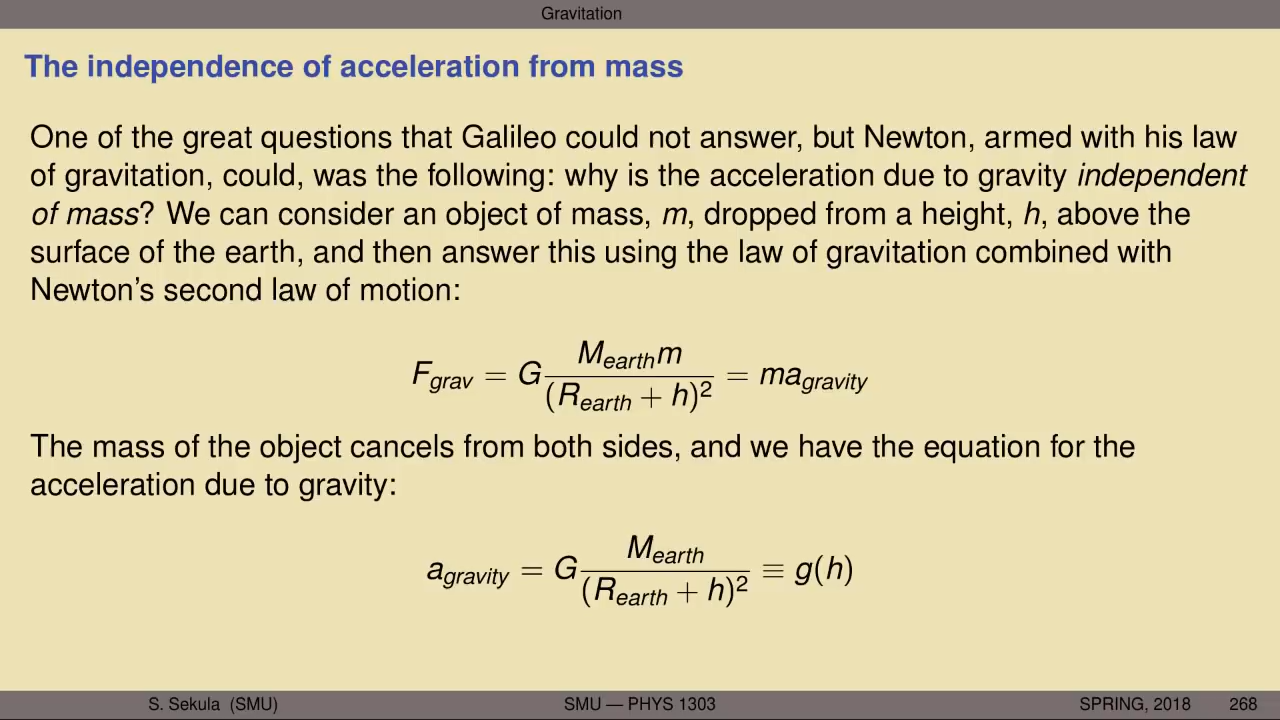 Gravitation
The independence of acceleration from mass
One of the great questions that Galileo could not answer, but Newton, armed with his law
of gravitation, could, was the following: why is the acceleration due to gravity independent
of mass? We can consider an object of mass, m, dropped from a height, h, above the
surface of the earth, and then answer this using the law of gravitation combined with
Newton's second law of motion:
F_grav = G M_earth m / (R_earth + h)² = ma_gravity
The mass of the object cancels from both sides, and we have the equation for the
acceleration due to gravity:
a_gravity = G M_earth / (R_earth + h)² ≡ g(h)
S. Sekula (SMU) SMU — PHYS 1303 SPRING, 2018 268